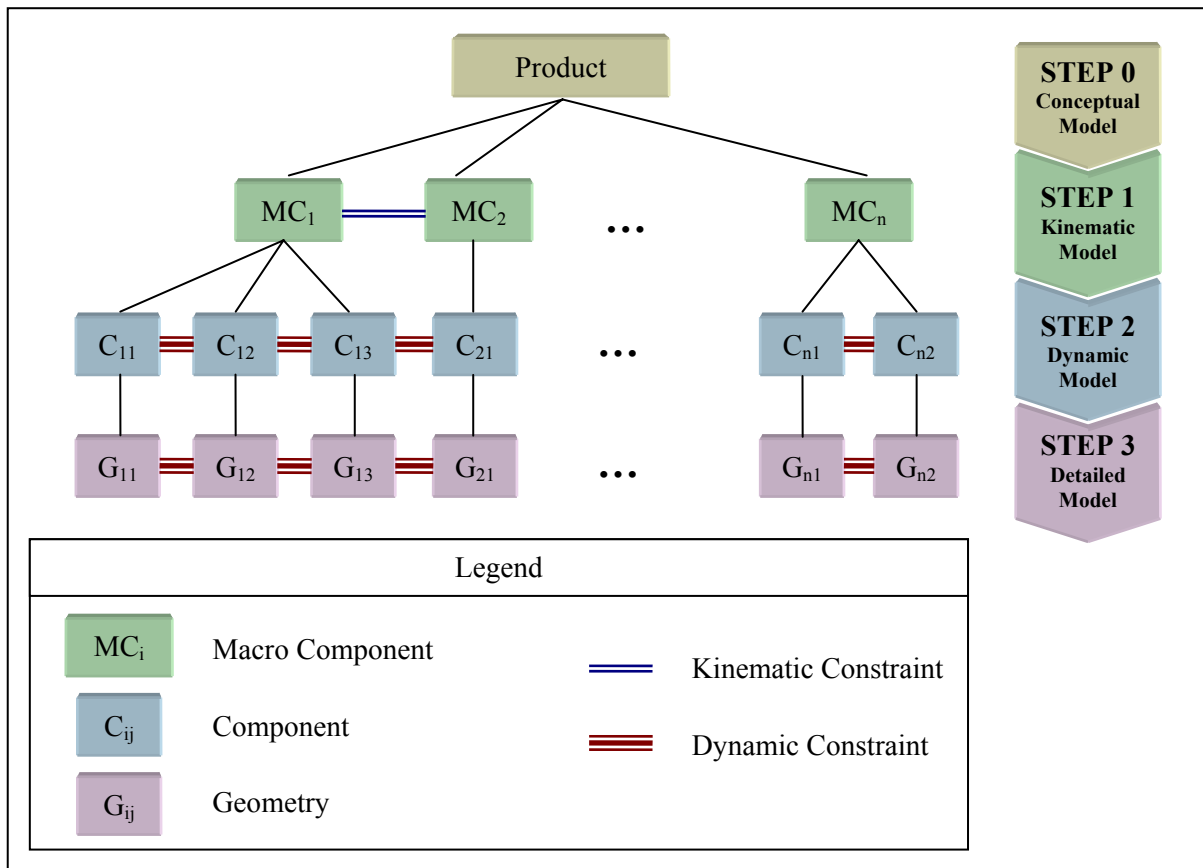 Product
STEP 0
Conceptual
Model
MC₁
MC₂
...
MCₙ
STEP 1
Kinematic
Model
C₁₁
C₁₂
C₁₃
C₂₁
...
Cₙ₁
Cₙ₂
STEP 2
Dynamic
Model
G₁₁
G₁₂
G₁₃
G₂₁
...
Gₙ₁
Gₙ₂
STEP 3
Detailed
Model
Legend
MCᵢ
Macro Component
Kinematic Constraint
Cᵢⱼ
Component
Dynamic Constraint
Gᵢⱼ
Geometry